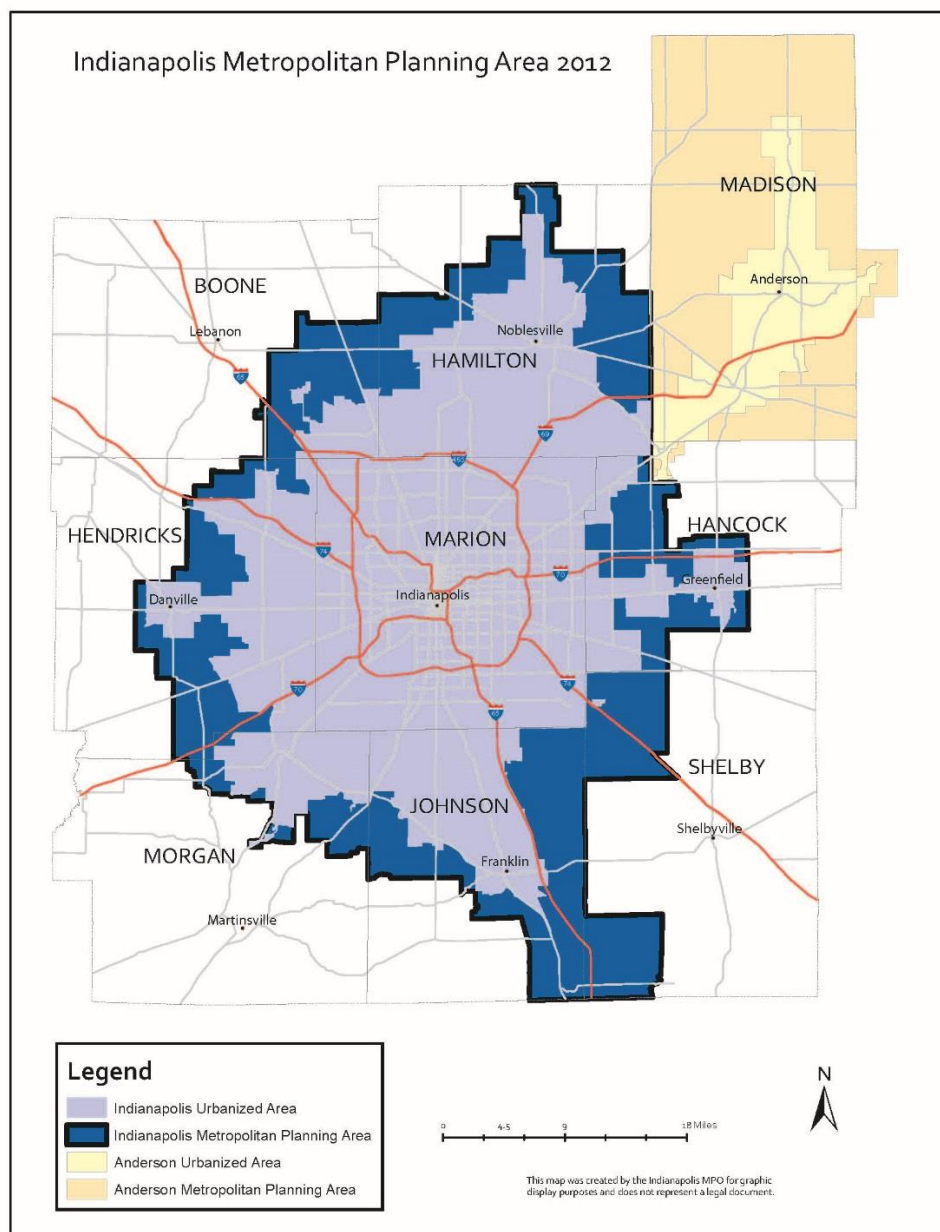 Indianapolis Metropolitan Planning Area 2012
MADISON
BOONE
Anderson
Lebanon
Noblesville
HAMILTON
65
69
465
HENDRICKS
MARION
HANCOCK
74
70
Greenfield
Danville
Indianapolis
70
74
65
SHELBY
JOHNSON
Shelbyville
MORGAN
Franklin
Martinsville
Legend
Indianapolis Urbanized Area
Indianapolis Metropolitan Planning Area
Anderson Urbanized Area
Anderson Metropolitan Planning Area
N
0 4.5 9 18 Miles
This map was created by the Indianapolis MPO for graphic
display purposes and does not represent a legal document.